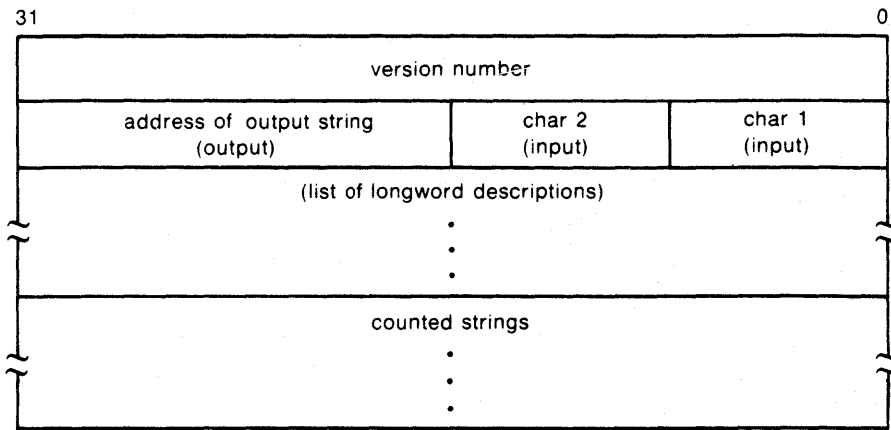 31 0
version number
address of output string char 2 char 1
(output) (input) (input)
(list of longword descriptions)
counted strings